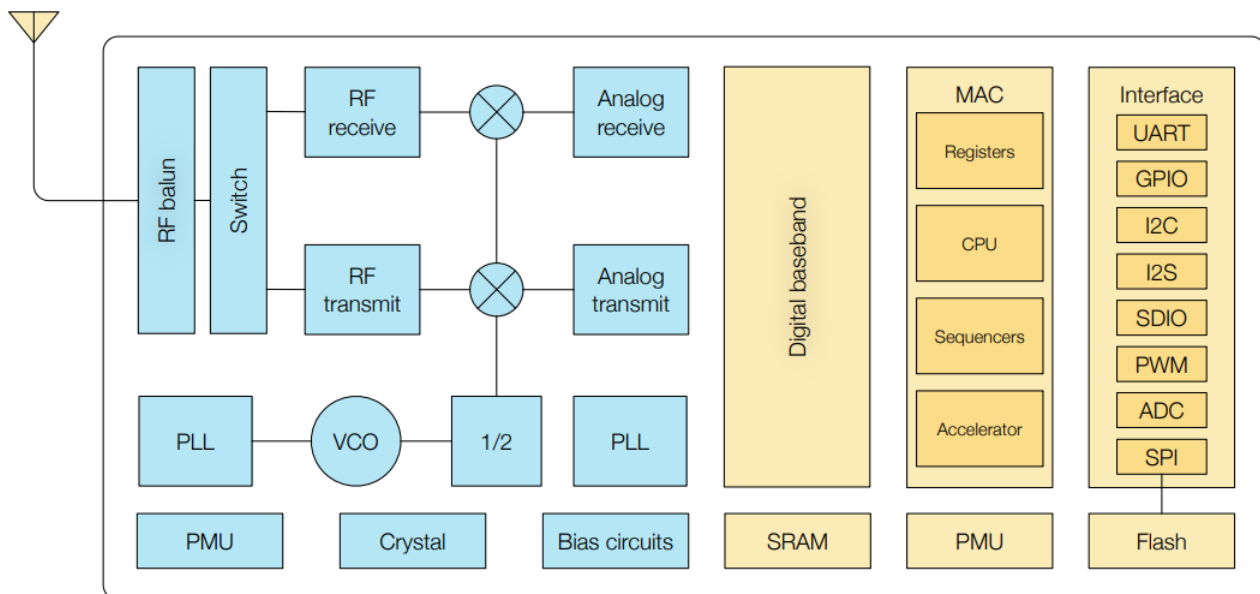 RF balun
Switch
RF
receive
Analog
receive
RF
transmit
Analog
transmit
PLL
VCO
1/2
PLL
PMU
Crystal
Bias circuits
Digital baseband
SRAM
MAC
Registers
CPU
Sequencers
Accelerator
PMU
Interface
UART
GPIO
I2C
I2S
SDIO
PWM
ADC
SPI
Flash